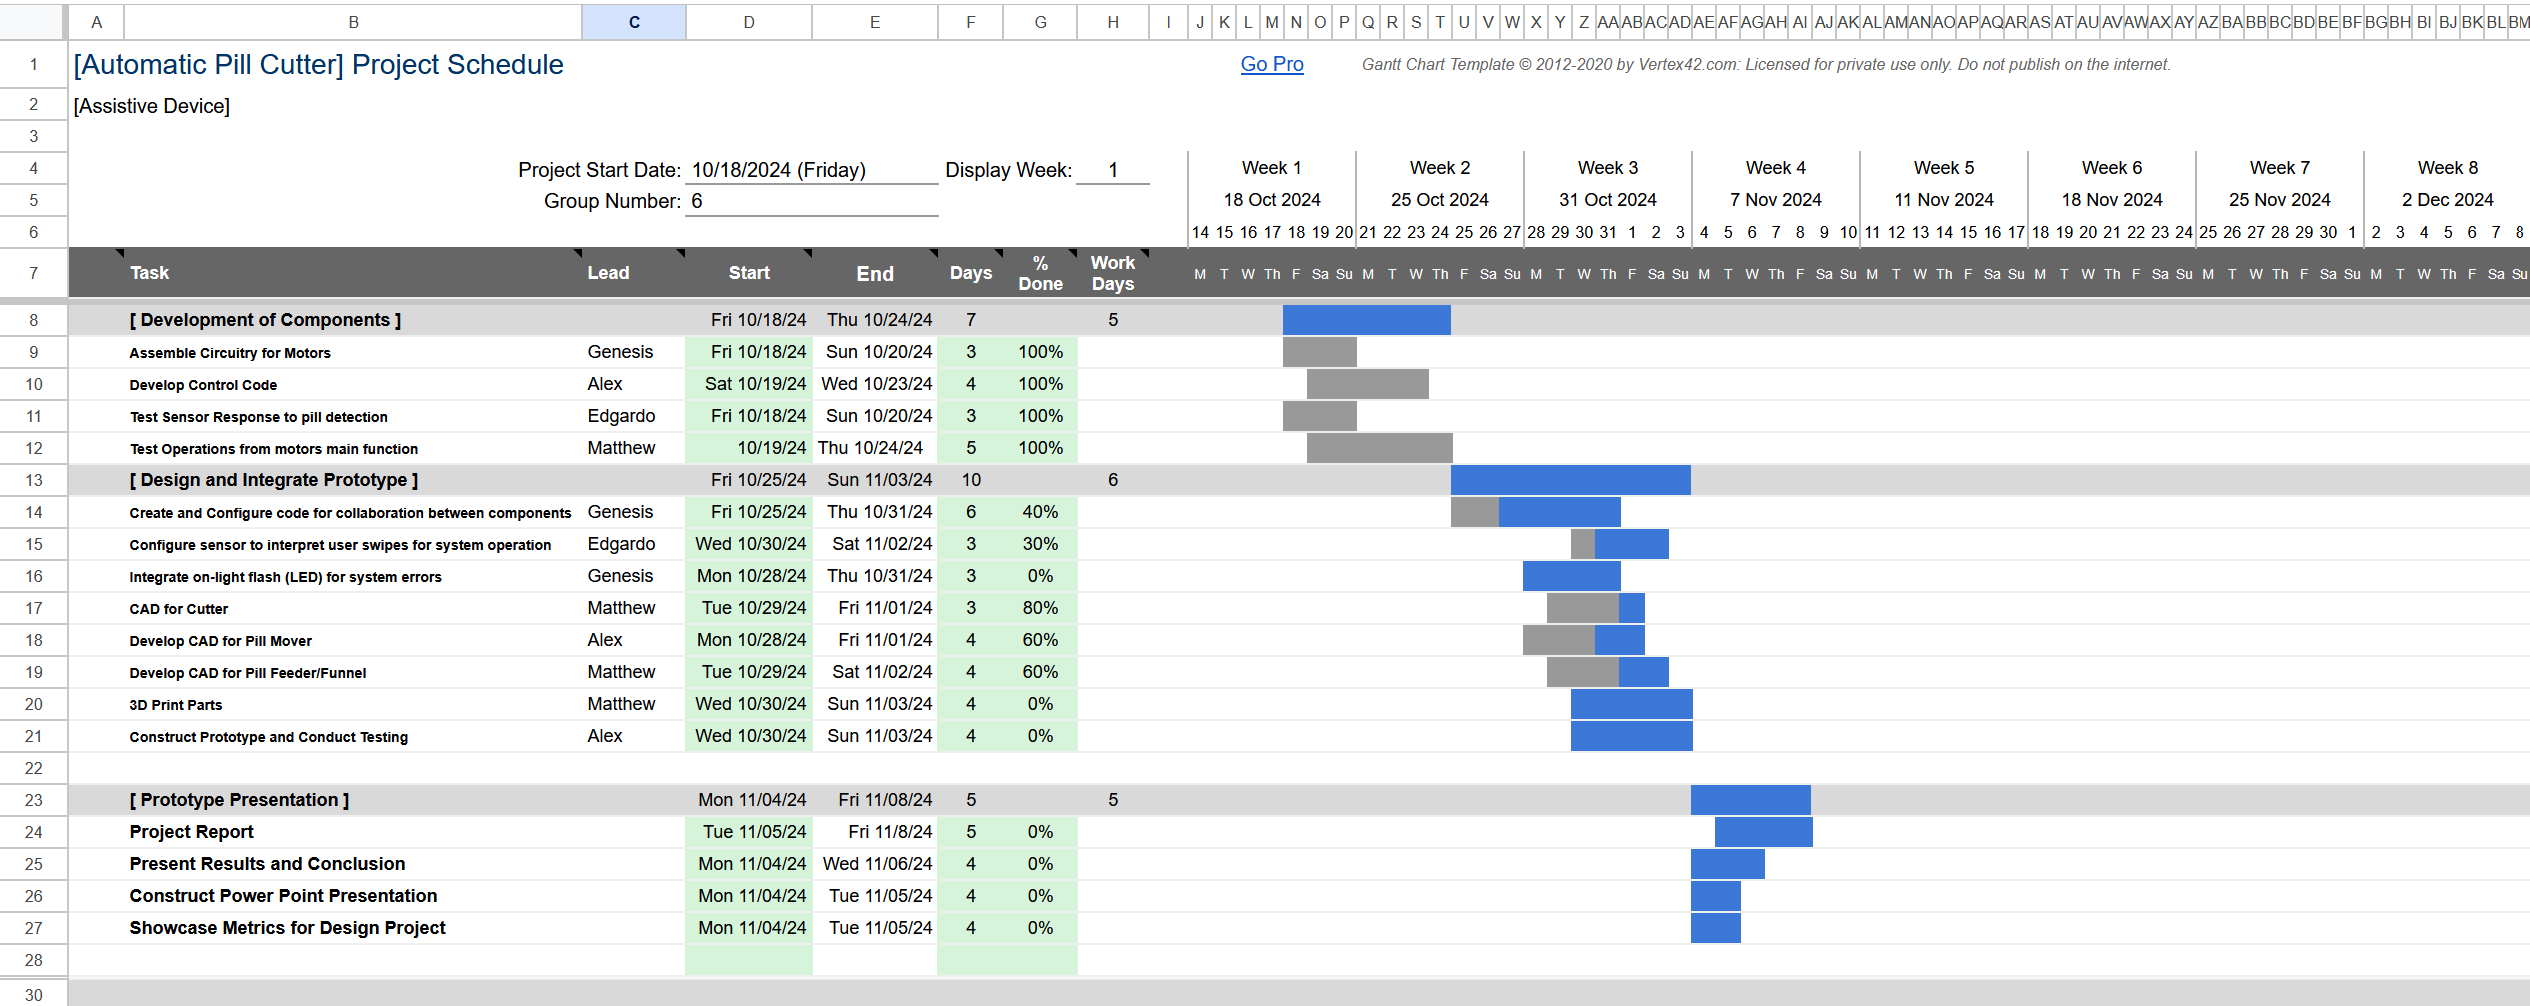 A B C D E F G H I J K L M N O P Q R S T U V W X Y Z AA AB AC AD AE AF AG AH AI AJ AK AL AM AN AO AP AQ AR AS AT AU AV AW AX AY AZ BA BB BC BD BE BF BG BH BI BJ BK BL BM
1 [Automatic Pill Cutter] Project Schedule Go Pro Gantt Chart Template © 2012-2020 by Vertex42.com: Licensed for private use only. Do not publish on the internet.
2 [Assistive Device]
3
4 Project Start Date: 10/18/2024 (Friday) Display Week: 1 Week 1 Week 2 Week 3 Week 4 Week 5 Week 6 Week 7 Week 8
5 Group Number: 6 18 Oct 2024 25 Oct 2024 31 Oct 2024 7 Nov 2024 11 Nov 2024 18 Nov 2024 25 Nov 2024 2 Dec 2024
6 14 15 16 17 18 19 20 21 22 23 24 25 26 27 28 29 30 31 1 2 3 4 5 6 7 8 9 10 11 12 13 14 15 16 17 18 19 20 21 22 23 24 25 26 27 28 29 30 1 2 3 4 5 6 7 8
7 Task Lead Start End Days % Done Work Days M T W Th F Sa Su M T W Th F Sa Su M T W Th F Sa Su M T W Th F Sa Su M T W Th F Sa Su M T W Th F Sa Su M T W Th F Sa Su M T W Th F Sa Su
8 [ Development of Components ] Fri 10/18/24 Thu 10/24/24 7 5
9 Assemble Circuitry for Motors Genesis Fri 10/18/24 Sun 10/20/24 3 100%
10 Develop Control Code Alex Sat 10/19/24 Wed 10/23/24 4 100%
11 Test Sensor Response to pill detection Edgardo Fri 10/18/24 Sun 10/20/24 3 100%
12 Test Operations from motors main function Matthew 10/19/24 Thu 10/24/24 5 100%
13 [ Design and Integrate Prototype ] Fri 10/25/24 Sun 11/03/24 10 6
14 Create and Configure code for collaboration between components Genesis Fri 10/25/24 Thu 10/31/24 6 40%
15 Configure sensor to interpret user swipes for system operation Edgardo Wed 10/30/24 Sat 11/02/24 3 30%
16 Integrate on-light flash (LED) for system errors Genesis Mon 10/28/24 Thu 10/31/24 3 0%
17 CAD for Cutter Matthew Tue 10/29/24 Fri 11/01/24 3 80%
18 Develop CAD for Pill Mover Alex Mon 10/28/24 Fri 11/01/24 4 60%
19 Develop CAD for Pill Feeder/Funnel Matthew Tue 10/29/24 Sat 11/02/24 4 60%
20 3D Print Parts Matthew Wed 10/30/24 Sun 11/03/24 4 0%
21 Construct Prototype and Conduct Testing Alex Wed 10/30/24 Sun 11/03/24 4 0%
22
23 [ Prototype Presentation ] Mon 11/04/24 Fri 11/08/24 5 5
24 Project Report Tue 11/05/24 Fri 11/8/24 5 0%
25 Present Results and Conclusion Mon 11/04/24 Wed 11/06/24 4 0%
26 Construct Power Point Presentation Mon 11/04/24 Tue 11/05/24 4 0%
27 Showcase Metrics for Design Project Mon 11/04/24 Tue 11/05/24 4 0%
28
30